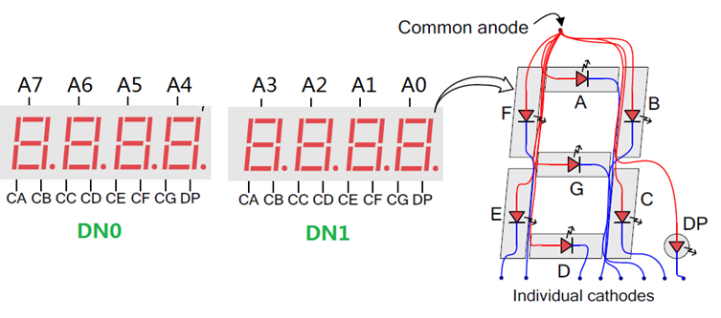 Common anode
A7 A6 A5 A4
A3 A2 A1 A0
A
F
B
G
E
C
DP
D
CA CB CC CD CE CF CG DP
CA CB CC CD CE CF CG DP
DN0
DN1
Individual cathodes